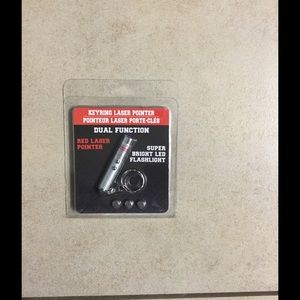 KEYRING LASER POINTER
POINTEUR LASER PORTE-CLÉS
DUAL FUNCTION
RED LASER
POINTER
SUPER
BRIGHT LED
FLASHLIGHT